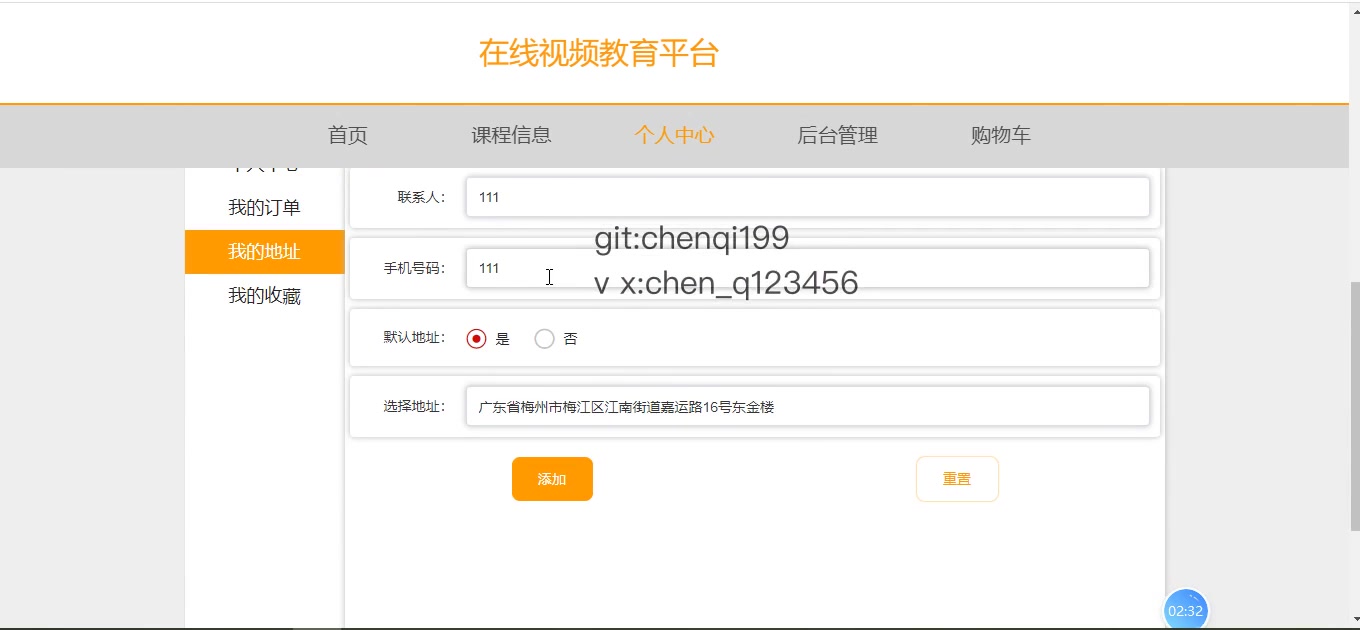 在线视频教育平台
首页 课程信息 个人中心 后台管理 购物车
个人中心
我的订单
我的地址
我的收藏
联系人: 111
git:chenqi199
手机号码: 111
v x:chen_q123456
默认地址: 是 否
选择地址: 广东省梅州市梅江区江南街道嘉运路16号东金楼
添加 重置
02:32